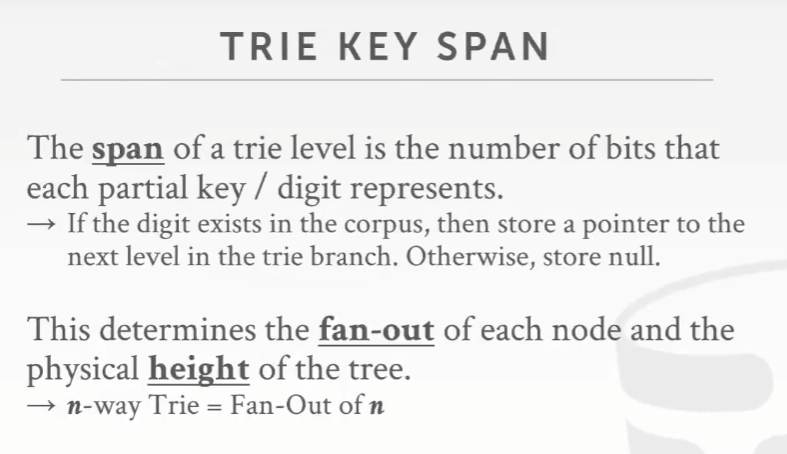 TRIE KEY SPAN
The span of a trie level is the number of bits that
each partial key / digit represents.
→ If the digit exists in the corpus, then store a pointer to the
next level in the trie branch. Otherwise, store null.
This determines the fan-out of each node and the
physical height of the tree.
→ n-way Trie = Fan-Out of n